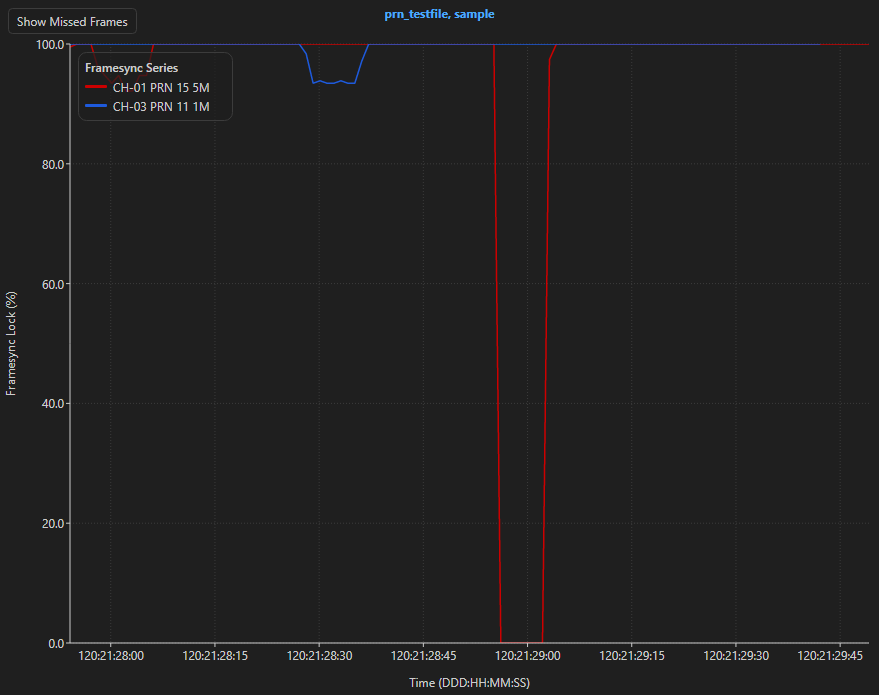 Show Missed Frames
prn_testfile, sample
100.0
Framesync Series
CH-01 PRN 15 5M
CH-03 PRN 11 1M
80.0
60.0
Framesync Lock (%)
40.0
20.0
0.0
120:21:28:00 120:21:28:15 120:21:28:30 120:21:28:45 120:21:29:00 120:21:29:15 120:21:29:30 120:21:29:45
Time (DDD:HH:MM:SS)